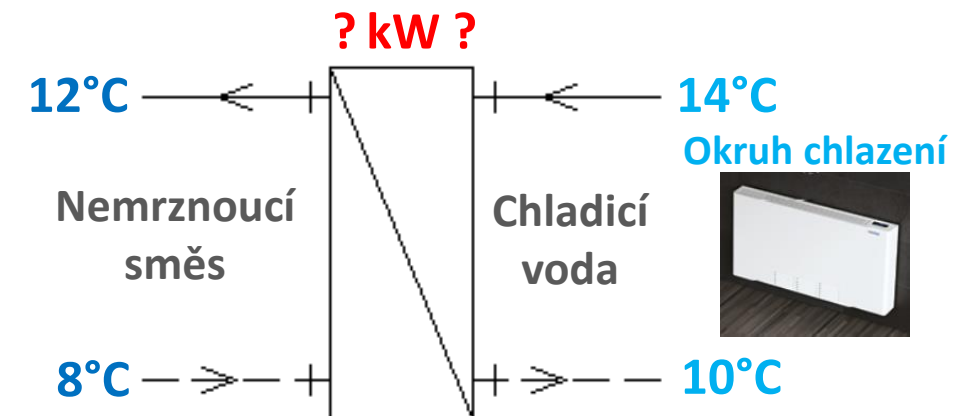 ? kW ?
12°C
14°C
Okruh chlazení
Nemrznoucí
směs
Chladicí
voda
8°C
10°C